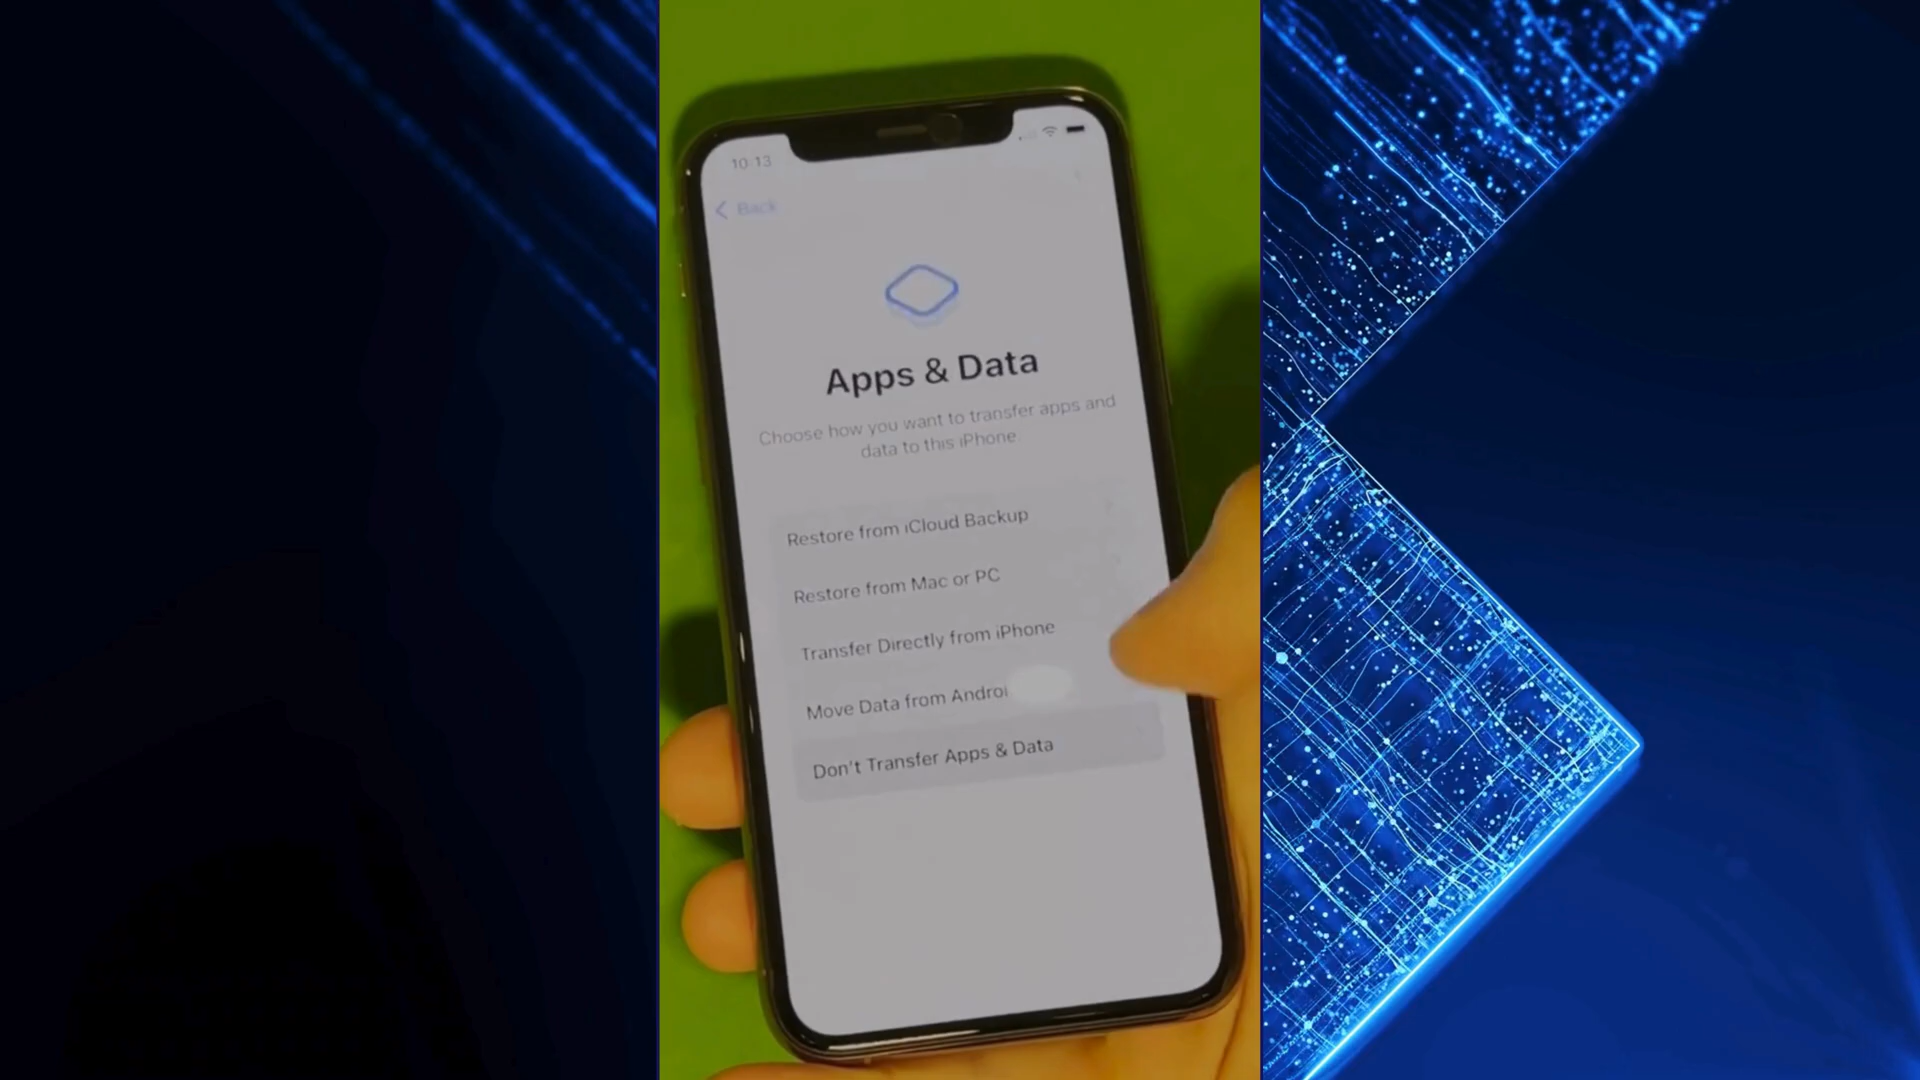 10:13
Back
Apps & Data
Choose how you want to transfer apps and
data to this iPhone.
Restore from iCloud Backup
Restore from Mac or PC
Transfer Directly from iPhone
Move Data from Androi
Don't Transfer Apps & Data